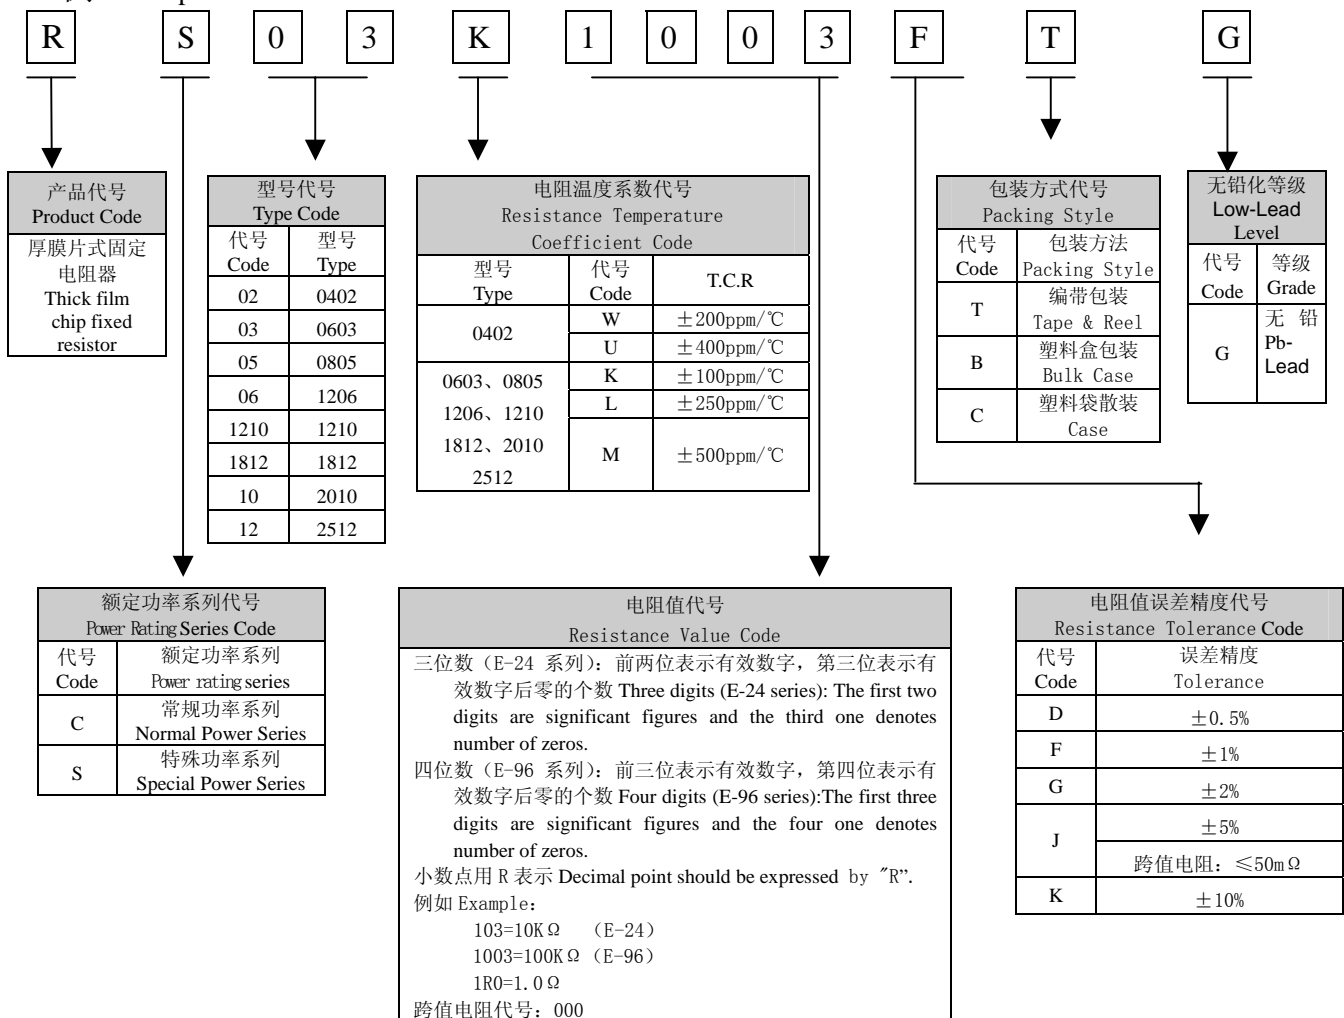 R S 0 3 K 1 0 0 3 F T G
产品代号
Product Code
厚膜片式固定
电阻器
Thick film
chip fixed
resistor
型号代号
Type Code
代号 型号
Code Type
02 0402
03 0603
05 0805
06 1206
1210 1210
1812 1812
10 2010
12 2512
电阻温度系数代号
Resistance Temperature
Coefficient Code
型号 代号 T.C.R
Type Code
0402 W ±200ppm/℃
U ±400ppm/℃
0603、0805 K ±100ppm/℃
1206、1210 L ±250ppm/℃
1812、2010 M ±500ppm/℃
2512
包装方式代号
Packing Style
代号 包装方法
Code Packing Style
T 编带包装
Tape & Reel
B 塑料盒包装
Bulk Case
C 塑料袋散装
Case
无铅化等级
Low-Lead
Level
代号 等级
Code Grade
G 无 铅
Pb-
Lead
额定功率系列代号
Power Rating Series Code
代号 额定功率系列
Code Power rating series
C 常规功率系列
Normal Power Series
S 特殊功率系列
Special Power Series
电阻值代号
Resistance Value Code
三位数（E-24 系列）：前两位表示有效数字，第三位表示有
效数字后零的个数 Three digits (E-24 series): The first two
digits are significant figures and the third one denotes
number of zeros.
四位数（E-96 系列）：前三位表示有效数字，第四位表示有
效数字后零的个数 Four digits (E-96 series):The first three
digits are significant figures and the four one denotes
number of zeros.
小数点用 R 表示 Decimal point should be expressed by "R”.
例如 Example：
103=10KΩ （E-24）
1003=100KΩ （E-96）
1R0=1.0Ω
跨值电阻代号：000
电阻值误差精度代号
Resistance Tolerance Code
代号 误差精度
Code Tolerance
D ±0.5%
F ±1%
G ±2%
J ±5%
跨值电阻：≤50mΩ
K ±10%